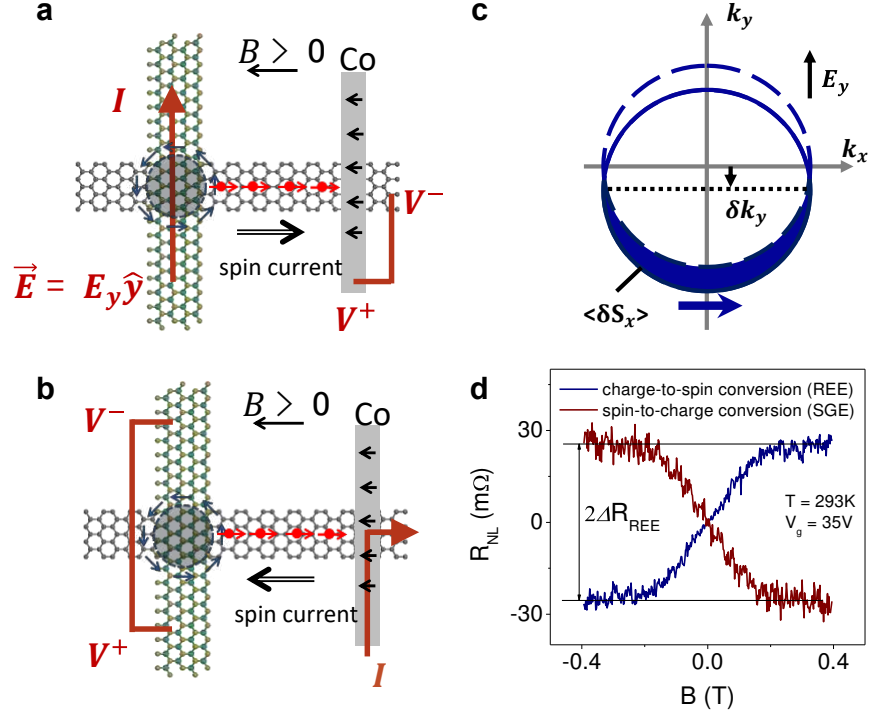 a
B > 0
Co
I
V⁻
spin current
E⃗ = E_y ŷ
V⁺
b
B > 0
Co
V⁻
spin current
V⁺
I
c
k_y
E_y
k_x
δk_y
<δS_x>
d
charge-to-spin conversion (REE)
spin-to-charge conversion (SGE)
30
0
-30
R_NL (mΩ)
2ΔR_REE
T = 293K
V_g = 35V
-0.4 0.0 0.4
B (T)